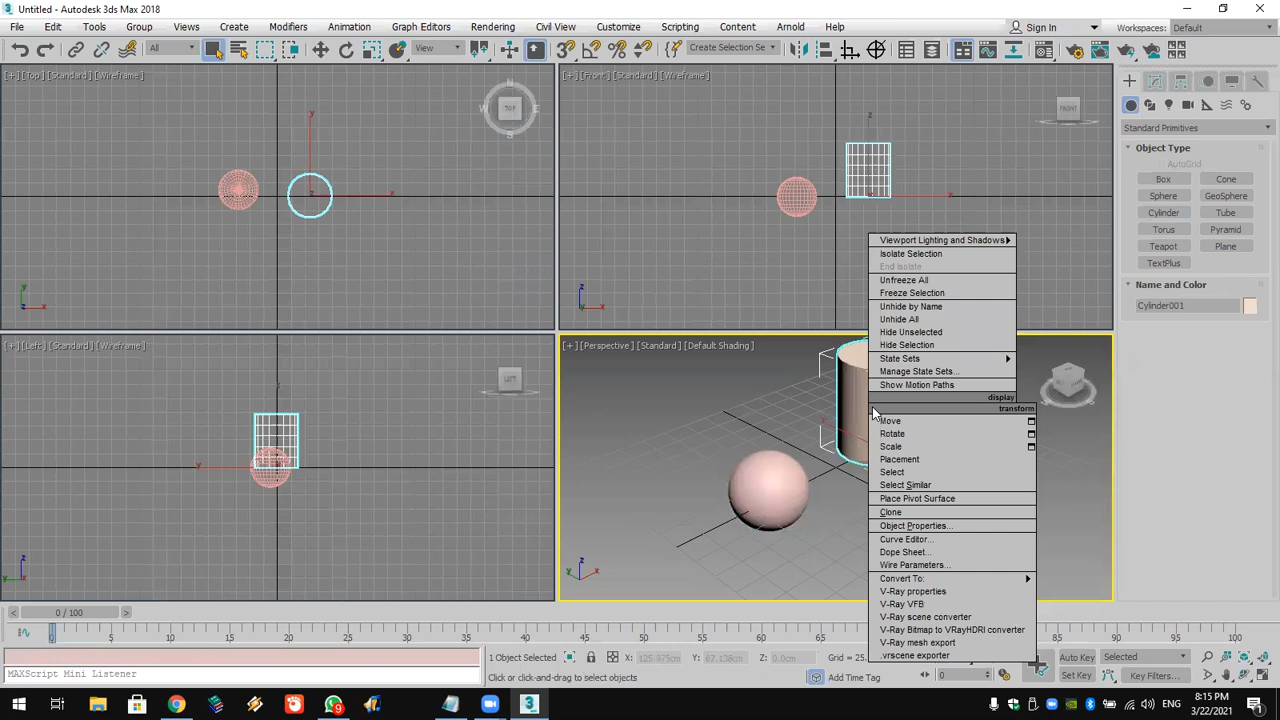 Untitled - Autodesk 3ds Max 2018
File Edit Tools Group Views Create Modifiers Animation Graph Editors Rendering Civil View Customize Scripting Content Arnold Help
Sign In
Workspaces: Default
All
View
Create Selection Se
[+] [Top] [Standard] [Wireframe]
[+] [Front] [Standard] [Wireframe]
N
W TOP E
S
FRONT
y
x
z
z
x
y
z x
z
x
Standard Primitives
Object Type
AutoGrid
Box Cone
Sphere GeoSphere
Cylinder Tube
Torus Pyramid
Teapot Plane
TextPlus
Name and Color
Cylinder001
Viewport Lighting and Shadows
Isolate Selection
End Isolate
Unfreeze All
Freeze Selection
Unhide by Name
Unhide All
Hide Unselected
Hide Selection
State Sets
Manage State Sets...
Show Motion Paths
display
transform
Move
Rotate
Scale
Placement
Select
Select Similar
Place Pivot Surface
Clone
Object Properties...
Curve Editor...
Dope Sheet...
Wire Parameters...
Convert To:
V-Ray properties
V-Ray VFB
V-Ray scene converter
V-Ray Bitmap to VRayHDRI converter
V-Ray mesh export
.vrscene exporter
[+] [Left] [Standard] [Wireframe]
[+] [Perspective] [Standard] [Default Shading]
LEFT
z
y
z
y
z
y x
0 / 100
0 5 10 15 20 25 30 35 40 45 50 55 60 65 90 95 100
MAXScript Mini Listener
1 Object Selected
X: 125.975cm Y: 67.138cm Z: 0.0cm Grid = 25.
Click or click-and-drag to select objects
Add Time Tag
0
Auto Key Selected
Set Key Key Filters...
9
ENG
8:15 PM
3/22/2021